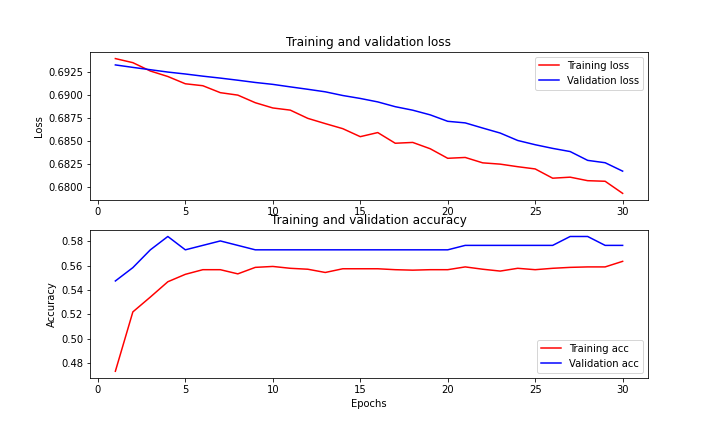 Training and validation loss
Training loss
Validation loss
0.6925
0.6900
0.6875
0.6850
0.6825
0.6800
Loss
0 5 10 15 20 25 30
Training and validation accuracy
0.58
0.56
0.54
0.52
0.50
0.48
Accuracy
Training acc
Validation acc
0 5 10 15 20 25 30
Epochs